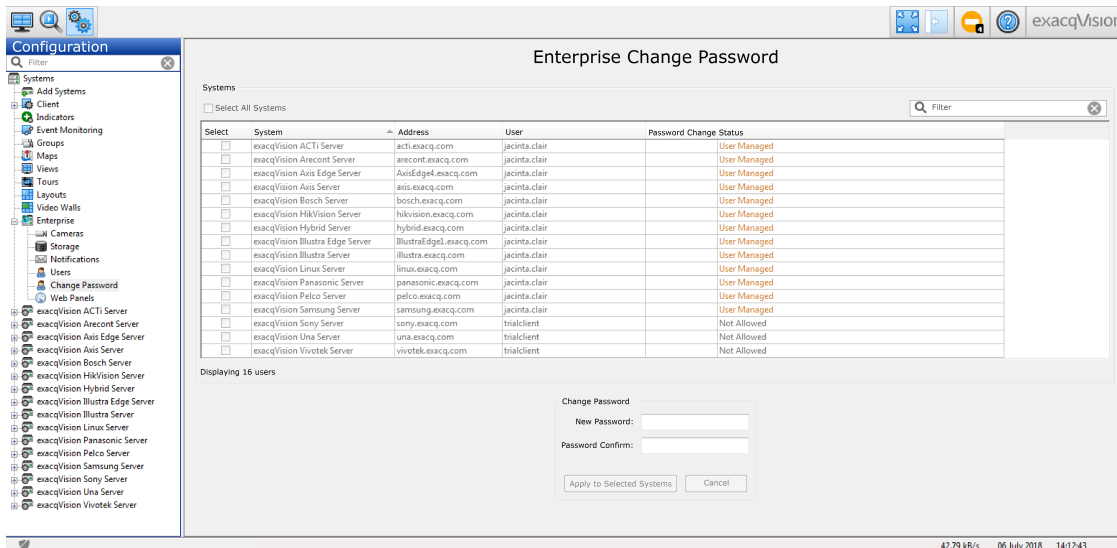 4
exacqVision
Configuration
Filter
Systems
Add Systems
Client
Indicators
Event Monitoring
Groups
Maps
Views
Tours
Layouts
Video Walls
Enterprise
Cameras
Storage
Notifications
Users
Change Password
Web Panels
exacqVision ACTi Server
exacqVision Arecont Server
exacqVision Axis Edge Server
exacqVision Axis Server
exacqVision Bosch Server
exacqVision HikVision Server
exacqVision Hybrid Server
exacqVision Illustra Edge Server
exacqVision Illustra Server
exacqVision Linux Server
exacqVision Panasonic Server
exacqVision Pelco Server
exacqVision Samsung Server
exacqVision Sony Server
exacqVision Una Server
exacqVision Vivotek Server
Enterprise Change Password
Systems
Select All Systems
Filter
Select System Address User Password Change Status
exacqVision ACTi Server acti.exacq.com jacinta.clair User Managed
exacqVision Arecont Server arecont.exacq.com jacinta.clair User Managed
exacqVision Axis Edge Server AxisEdge4.exacq.com jacinta.clair User Managed
exacqVision Axis Server axis.exacq.com jacinta.clair User Managed
exacqVision Bosch Server bosch.exacq.com jacinta.clair User Managed
exacqVision HikVision Server hikvision.exacq.com jacinta.clair User Managed
exacqVision Hybrid Server hybrid.exacq.com jacinta.clair User Managed
exacqVision Illustra Edge Server IllustraEdge1.exacq.com jacinta.clair User Managed
exacqVision Illustra Server illustra.exacq.com jacinta.clair User Managed
exacqVision Linux Server linux.exacq.com jacinta.clair User Managed
exacqVision Panasonic Server panasonic.exacq.com jacinta.clair User Managed
exacqVision Pelco Server pelco.exacq.com jacinta.clair User Managed
exacqVision Samsung Server samsung.exacq.com jacinta.clair User Managed
exacqVision Sony Server sony.exacq.com trialclient Not Allowed
exacqVision Una Server una.exacq.com trialclient Not Allowed
exacqVision Vivotek Server vivotek.exacq.com trialclient Not Allowed
Displaying 16 users
Change Password
New Password:
Password Confirm:
Apply to Selected Systems Cancel
42.79 kB/s 06 July 2018 14:12:43